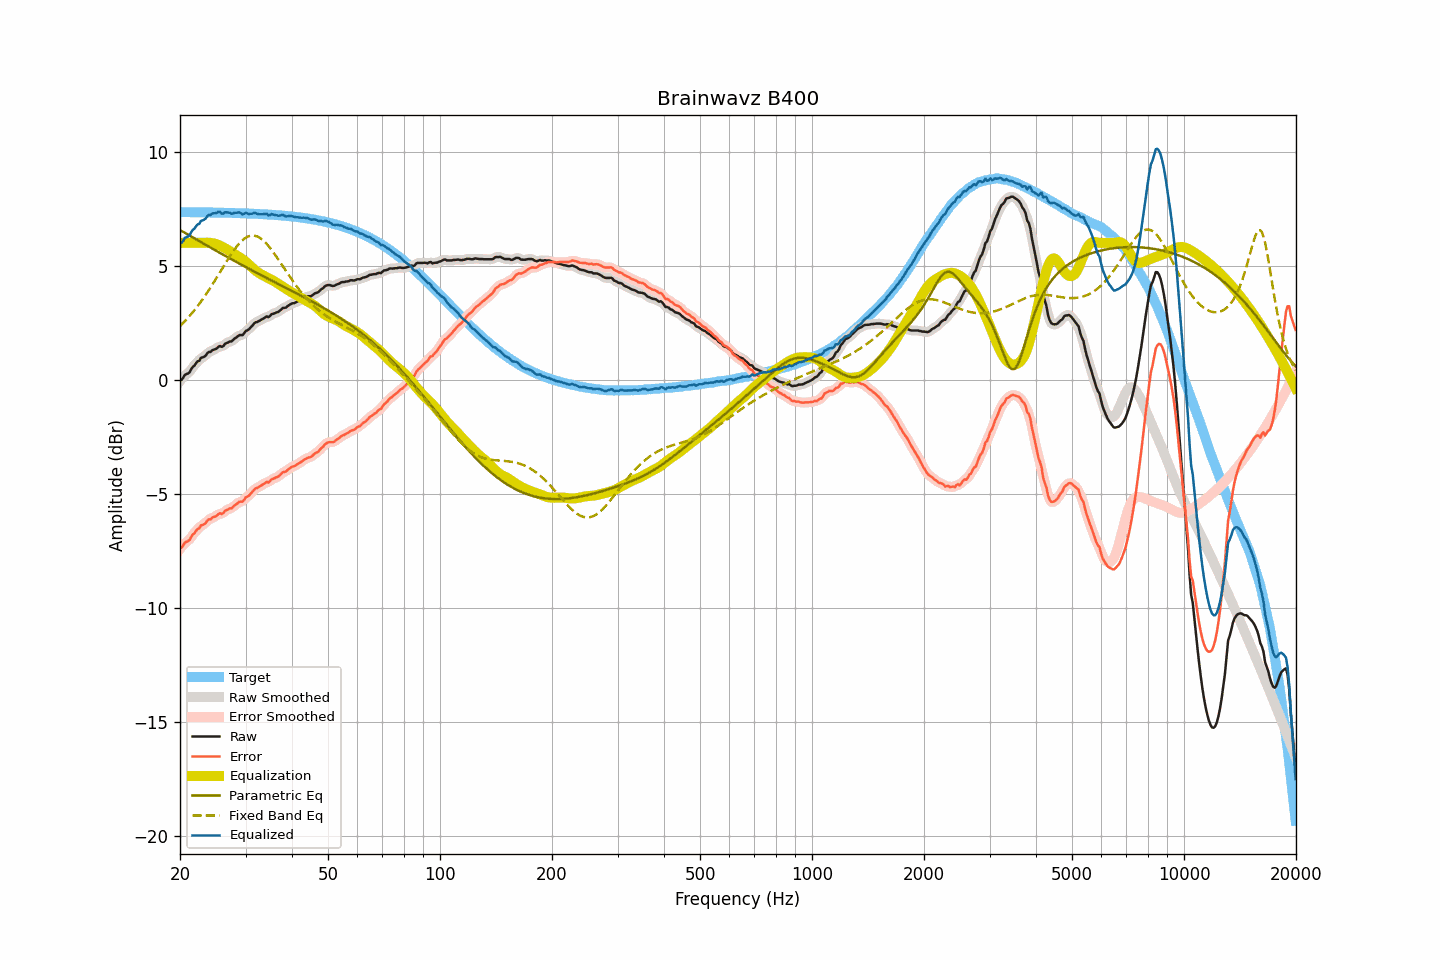 Brainwavz B400
10
5
0
−5
−10
−15
−20
Amplitude (dBr)
Target
Raw Smoothed
Error Smoothed
Raw
Error
Equalization
Parametric Eq
Fixed Band Eq
Equalized
20 50 100 200 500 1000 2000 5000 10000 20000
Frequency (Hz)